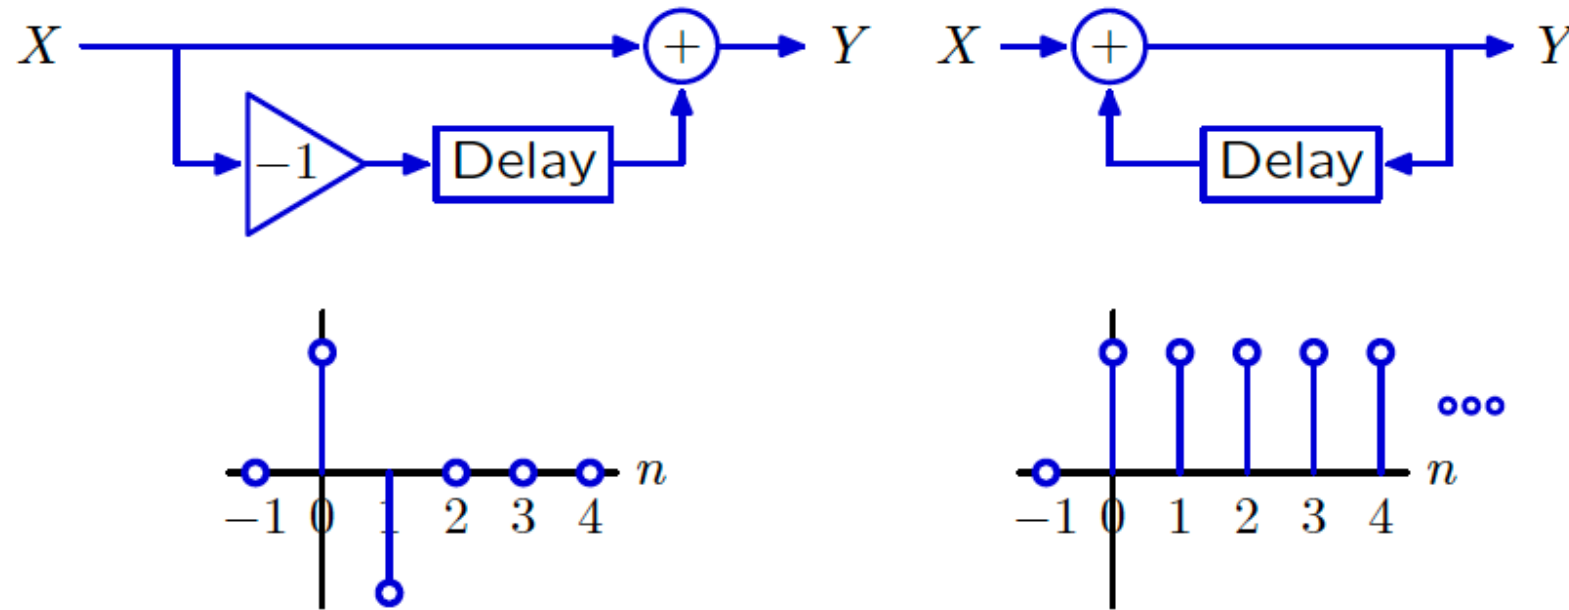 X + Y X + Y
−1 Delay Delay
n n
−1 0 1 2 3 4 −1 0 1 2 3 4